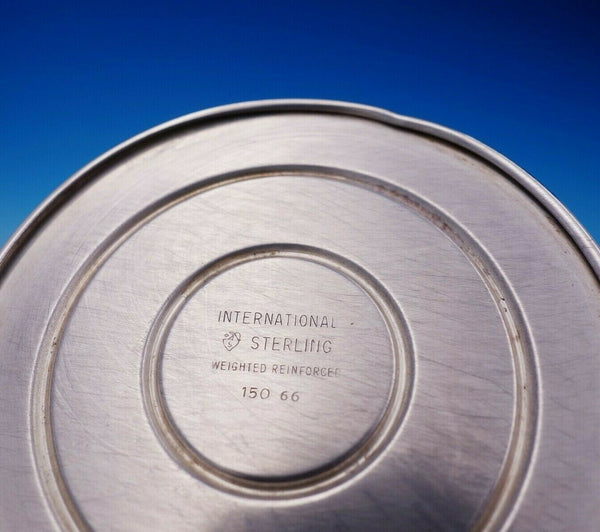 INTERNATIONAL
STERLING
WEIGHTED REINFORCED
150 66